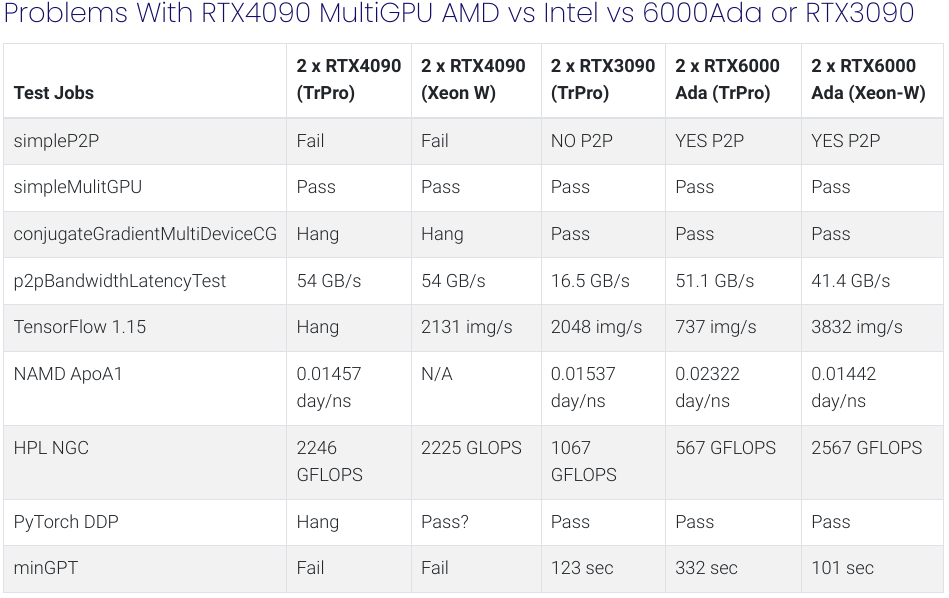 Problems With RTX4090 MultiGPU AMD vs Intel vs 6000Ada or RTX3090
Test Jobs | 2 x RTX4090 (TrPro) | 2 x RTX4090 (Xeon W) | 2 x RTX3090 (TrPro) | 2 x RTX6000 Ada (TrPro) | 2 x RTX6000 Ada (Xeon-W)
simpleP2P | Fail | Fail | NO P2P | YES P2P | YES P2P
simpleMulitGPU | Pass | Pass | Pass | Pass | Pass
conjugateGradientMultiDeviceCG | Hang | Hang | Pass | Pass | Pass
p2pBandwidthLatencyTest | 54 GB/s | 54 GB/s | 16.5 GB/s | 51.1 GB/s | 41.4 GB/s
TensorFlow 1.15 | Hang | 2131 img/s | 2048 img/s | 737 img/s | 3832 img/s
NAMD ApoA1 | 0.01457 day/ns | N/A | 0.01537 day/ns | 0.02322 day/ns | 0.01442 day/ns
HPL NGC | 2246 GFLOPS | 2225 GLOPS | 1067 GFLOPS | 567 GFLOPS | 2567 GFLOPS
PyTorch DDP | Hang | Pass? | Pass | Pass | Pass
minGPT | Fail | Fail | 123 sec | 332 sec | 101 sec